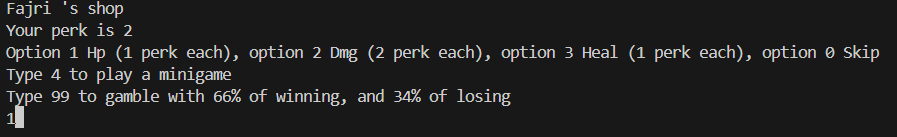 Fajri 's shop
Your perk is 2
Option 1 Hp (1 perk each), option 2 Dmg (2 perk each), option 3 Heal (1 perk each), option 0 Skip
Type 4 to play a minigame
Type 99 to gamble with 66% of winning, and 34% of losing
1